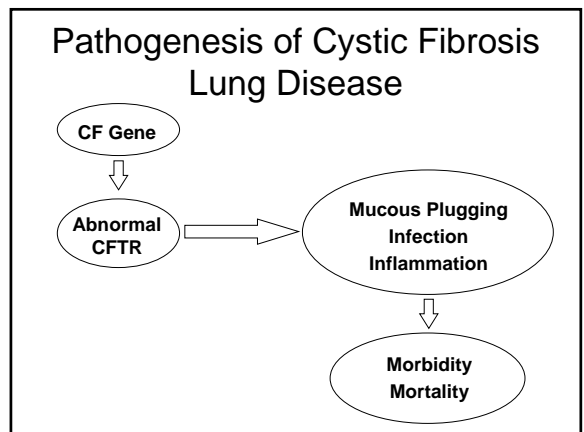 Pathogenesis of Cystic Fibrosis
Lung Disease
CF Gene
Abnormal
CFTR
Mucous Plugging
Infection
Inflammation
Morbidity
Mortality